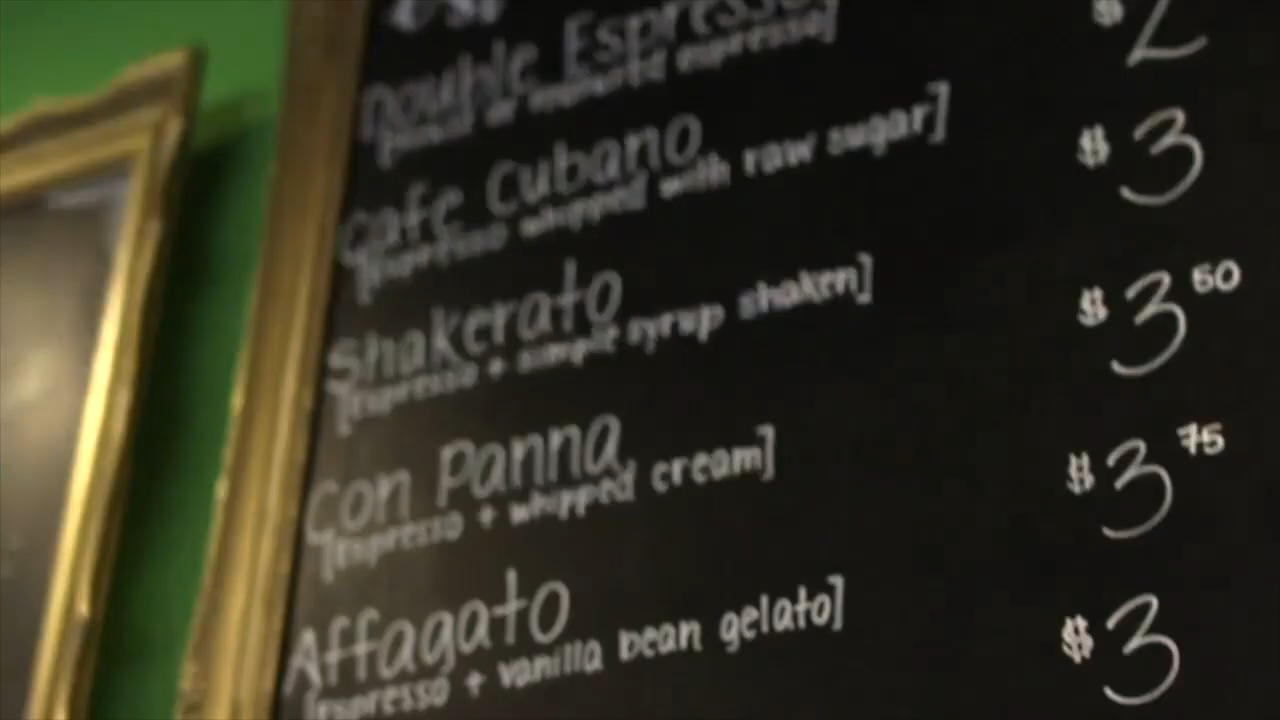 Double Espresso $2
espresso]
Cafe Cubano $3
[espresso whipped with raw sugar]
Shakerato $3 50
[espresso + simple syrup shaken]
Con Panna $3 75
[espresso + whipped cream]
Affagato $3
[espresso + vanilla bean gelato]